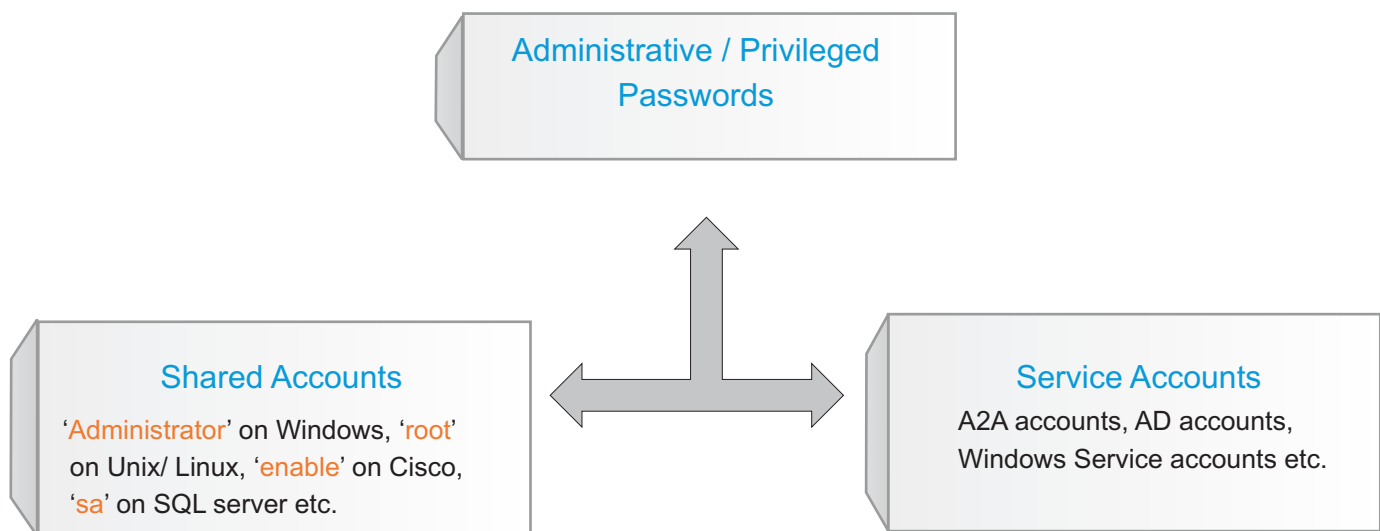 Administrative / Privileged
Passwords
Shared Accounts
‘Administrator’ on Windows, ‘root’
on Unix/ Linux, ‘enable’ on Cisco,
‘sa’ on SQL server etc.
Service Accounts
A2A accounts, AD accounts,
Windows Service accounts etc.